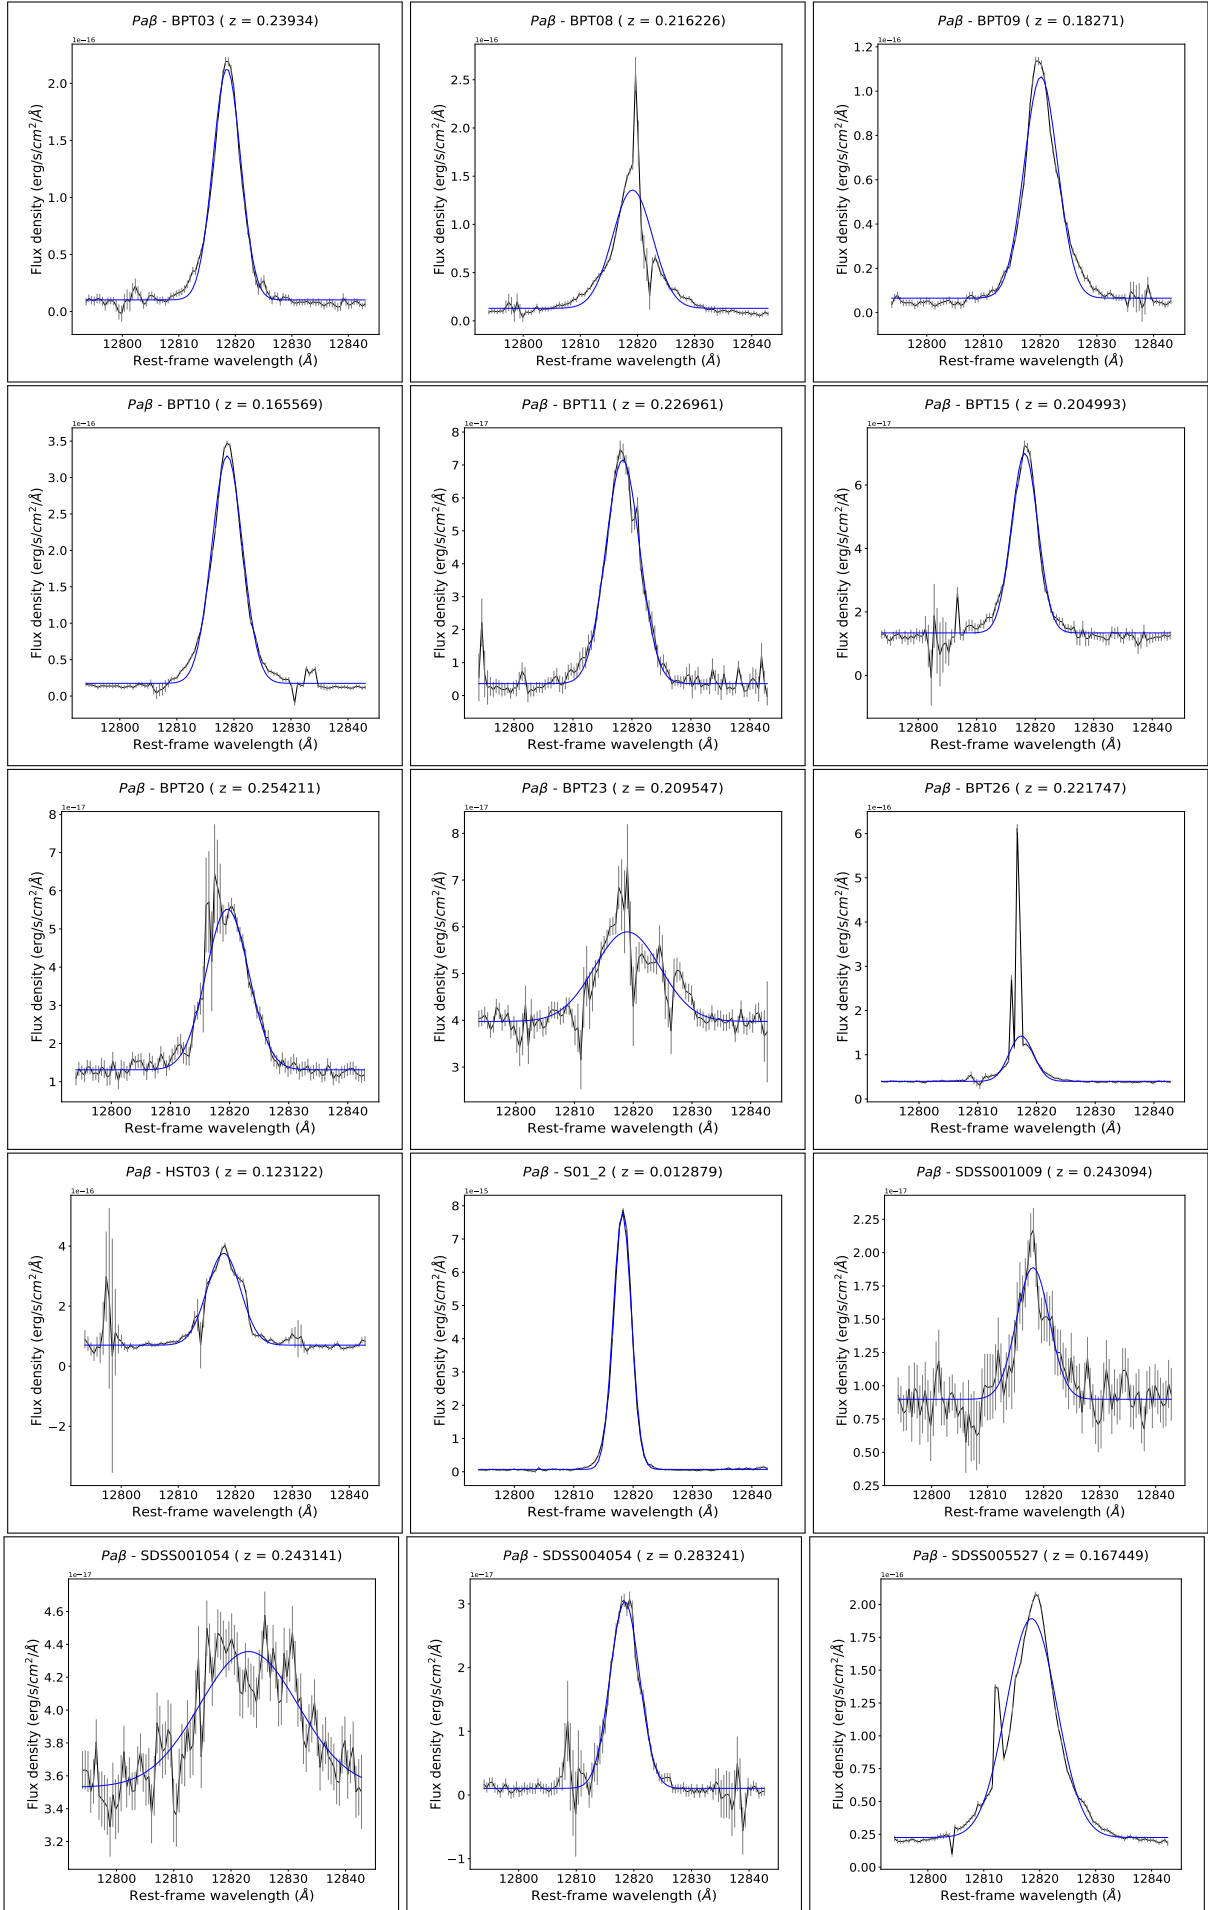 Paβ - BPT03 ( z = 0.23934)
1e−16
Flux density (erg/s/cm²/Å)
2.0
1.5
1.0
0.5
0.0
12800 12810 12820 12830 12840
Rest-frame wavelength (Å)
Paβ - BPT08 ( z = 0.216226)
1e−16
Flux density (erg/s/cm²/Å)
2.5
2.0
1.5
1.0
0.5
0.0
12800 12810 12820 12830 12840
Rest-frame wavelength (Å)
Paβ - BPT09 ( z = 0.18271)
1e−16
Flux density (erg/s/cm²/Å)
1.2
1.0
0.8
0.6
0.4
0.2
0.0
12800 12810 12820 12830 12840
Rest-frame wavelength (Å)
Paβ - BPT10 ( z = 0.165569)
1e−16
Flux density (erg/s/cm²/Å)
3.5
3.0
2.5
2.0
1.5
1.0
0.5
0.0
12800 12810 12820 12830 12840
Rest-frame wavelength (Å)
Paβ - BPT11 ( z = 0.226961)
1e−17
Flux density (erg/s/cm²/Å)
8
7
6
5
4
3
2
1
0
12800 12810 12820 12830 12840
Rest-frame wavelength (Å)
Paβ - BPT15 ( z = 0.204993)
1e−17
Flux density (erg/s/cm²/Å)
6
4
2
0
12800 12810 12820 12830 12840
Rest-frame wavelength (Å)
Paβ - BPT20 ( z = 0.254211)
1e−17
Flux density (erg/s/cm²/Å)
8
7
6
5
4
3
2
1
12800 12810 12820 12830 12840
Rest-frame wavelength (Å)
Paβ - BPT23 ( z = 0.209547)
1e−17
Flux density (erg/s/cm²/Å)
8
7
6
5
4
3
12800 12810 12820 12830 12840
Rest-frame wavelength (Å)
Paβ - BPT26 ( z = 0.221747)
1e−16
Flux density (erg/s/cm²/Å)
6
5
4
3
2
1
0
12800 12810 12820 12830 12840
Rest-frame wavelength (Å)
Paβ - HST03 ( z = 0.123122)
1e−16
Flux density (erg/s/cm²/Å)
4
2
0
−2
12800 12810 12820 12830 12840
Rest-frame wavelength (Å)
Paβ - S01_2 ( z = 0.012879)
1e−15
Flux density (erg/s/cm²/Å)
8
7
6
5
4
3
2
1
0
12800 12810 12820 12830 12840
Rest-frame wavelength (Å)
Paβ - SDSS001009 ( z = 0.243094)
1e−17
Flux density (erg/s/cm²/Å)
2.25
2.00
1.75
1.50
1.25
1.00
0.75
0.50
0.25
12800 12810 12820 12830 12840
Rest-frame wavelength (Å)
Paβ - SDSS001054 ( z = 0.243141)
1e−17
Flux density (erg/s/cm²/Å)
4.6
4.4
4.2
4.0
3.8
3.6
3.4
3.2
12800 12810 12820 12830 12840
Rest-frame wavelength (Å)
Paβ - SDSS004054 ( z = 0.283241)
1e−17
Flux density (erg/s/cm²/Å)
3
2
1
0
−1
12800 12810 12820 12830 12840
Rest-frame wavelength (Å)
Paβ - SDSS005527 ( z = 0.167449)
1e−16
Flux density (erg/s/cm²/Å)
2.00
1.75
1.50
1.25
1.00
0.75
0.50
0.25
0.00
12800 12810 12820 12830 12840
Rest-frame wavelength (Å)